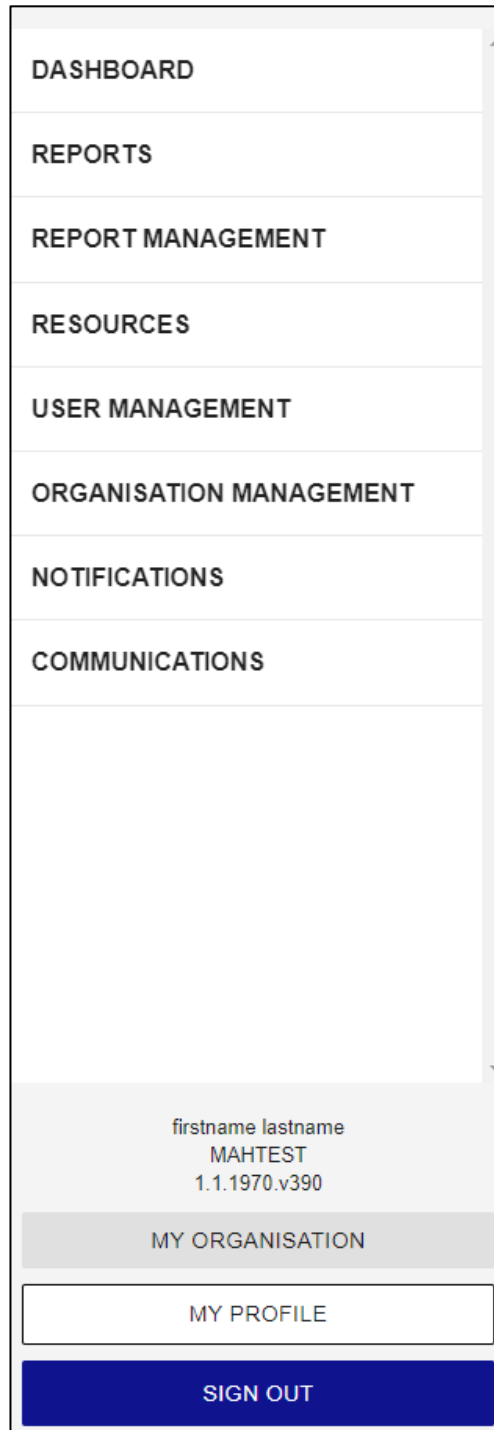 DASHBOARD
REPORTS
REPORT MANAGEMENT
RESOURCES
USER MANAGEMENT
ORGANISATION MANAGEMENT
NOTIFICATIONS
COMMUNICATIONS
firstname lastname
MAHTEST
1.1.1970.v390
MY ORGANISATION
MY PROFILE
SIGN OUT